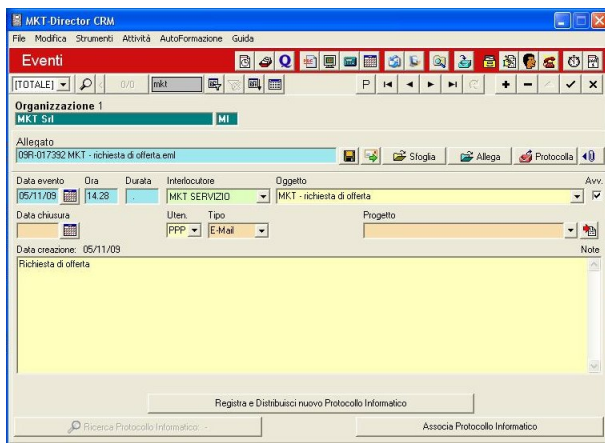 MKT-Director CRM
File Modifica Strumenti Attività AutoFormazione Guida
Eventi
[TOTALE] 0/0 mkt P
Organizzazione 1
MKT Srl MI
Allegato
09R-017392 MKT - richiesta di offerta.eml Sfoglia Allega Protocolla
Data evento Ora Durata Interlocutore Oggetto Avv.
05/11/09 14.28 . MKT SERVIZIO MKT - richiesta di offerta
Data chiusura Uten. Tipo Progetto
PPP E-Mail
Data creazione: 05/11/09 Note
Richiesta di offerta
Registra e Distribuisci nuovo Protocollo Informatico
Ricerca Protocollo Informatico: - Associa Protocollo Informatico